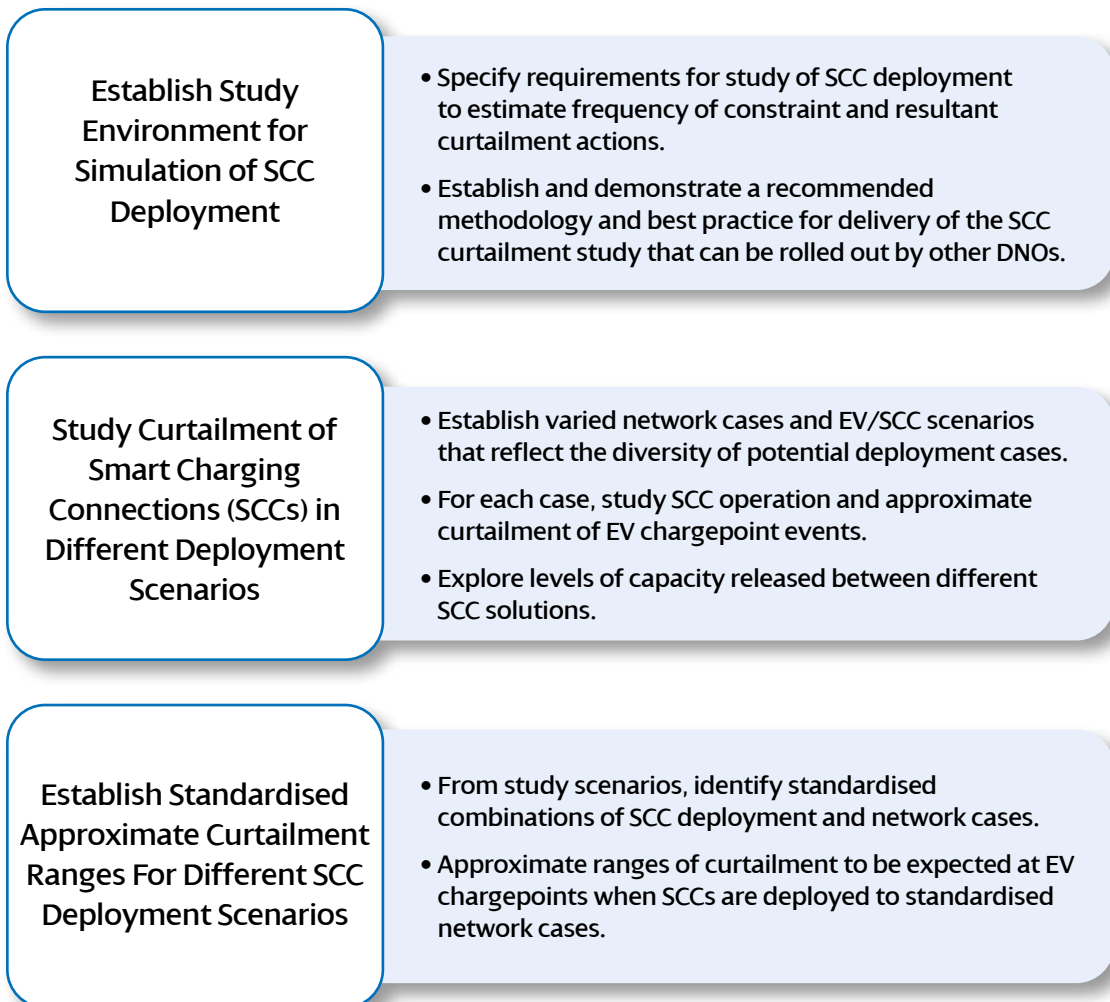 Establish Study
Environment for
Simulation of SCC
Deployment
• Specify requirements for study of SCC deployment
to estimate frequency of constraint and resultant
curtailment actions.
• Establish and demonstrate a recommended
methodology and best practice for delivery of the SCC
curtailment study that can be rolled out by other DNOs.
Study Curtailment of
Smart Charging
Connections (SCCs) in
Different Deployment
Scenarios
• Establish varied network cases and EV/SCC scenarios
that reflect the diversity of potential deployment cases.
• For each case, study SCC operation and approximate
curtailment of EV chargepoint events.
• Explore levels of capacity released between different
SCC solutions.
Establish Standardised
Approximate Curtailment
Ranges For Different SCC
Deployment Scenarios
• From study scenarios, identify standardised
combinations of SCC deployment and network cases.
• Approximate ranges of curtailment to be expected at EV
chargepoints when SCCs are deployed to standardised
network cases.